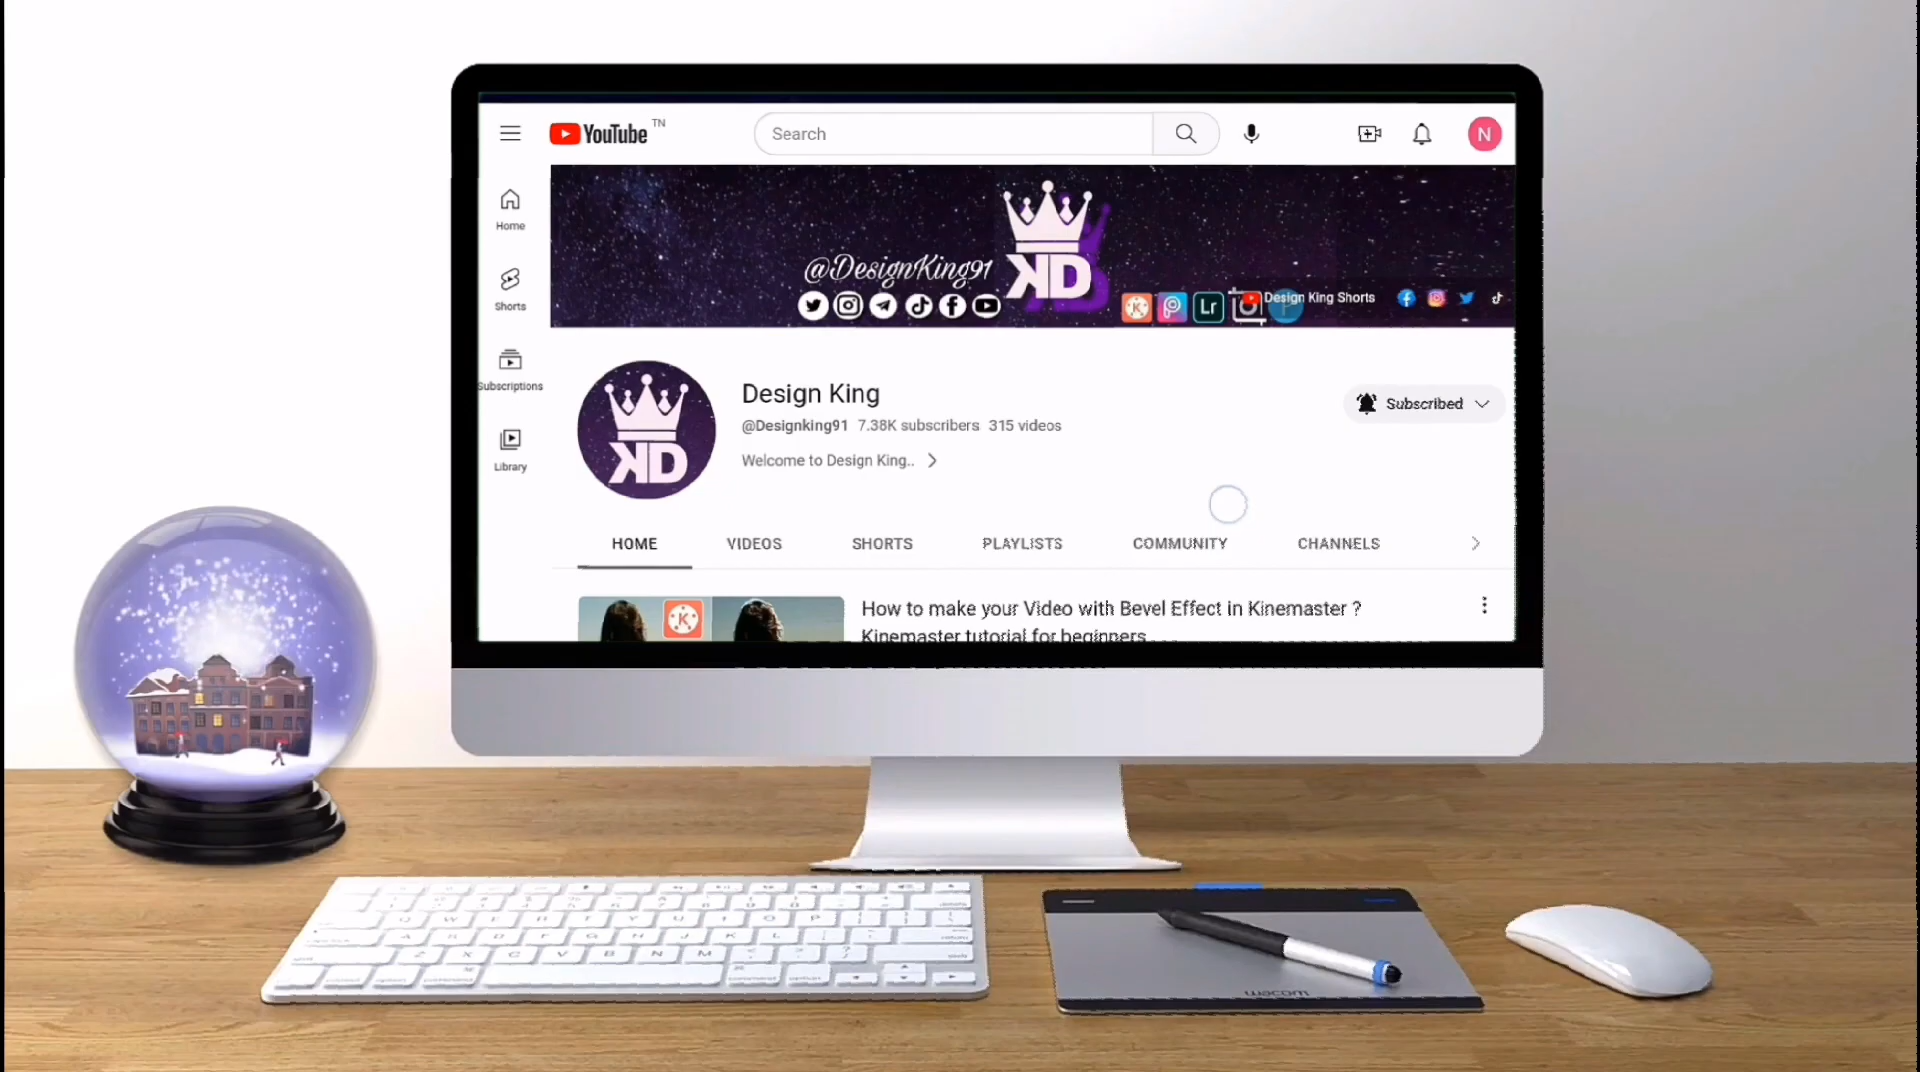 YouTube TN
Search
N
Home
Shorts
Subscriptions
Library
@DesignKing91
KD
Lr
Design King Shorts
KD
Design King
@Designking91 7.38K subscribers 315 videos
Welcome to Design King..
Subscribed
HOME VIDEOS SHORTS PLAYLISTS COMMUNITY CHANNELS
How to make your Video with Bevel Effect in Kinemaster ?
Kinemaster tutorial for beginners
K
wacom